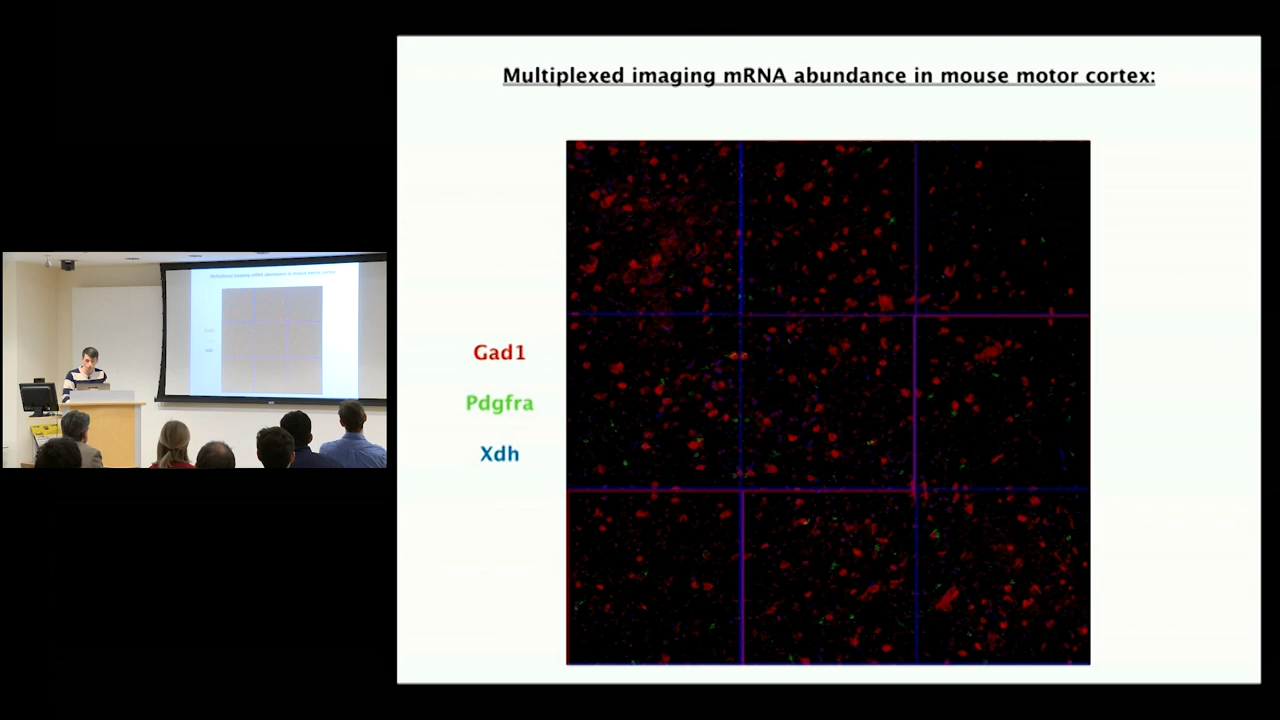 Multiplexed imaging mRNA abundance in mouse motor cortex:
Gad1
Pdgfra
Xdh